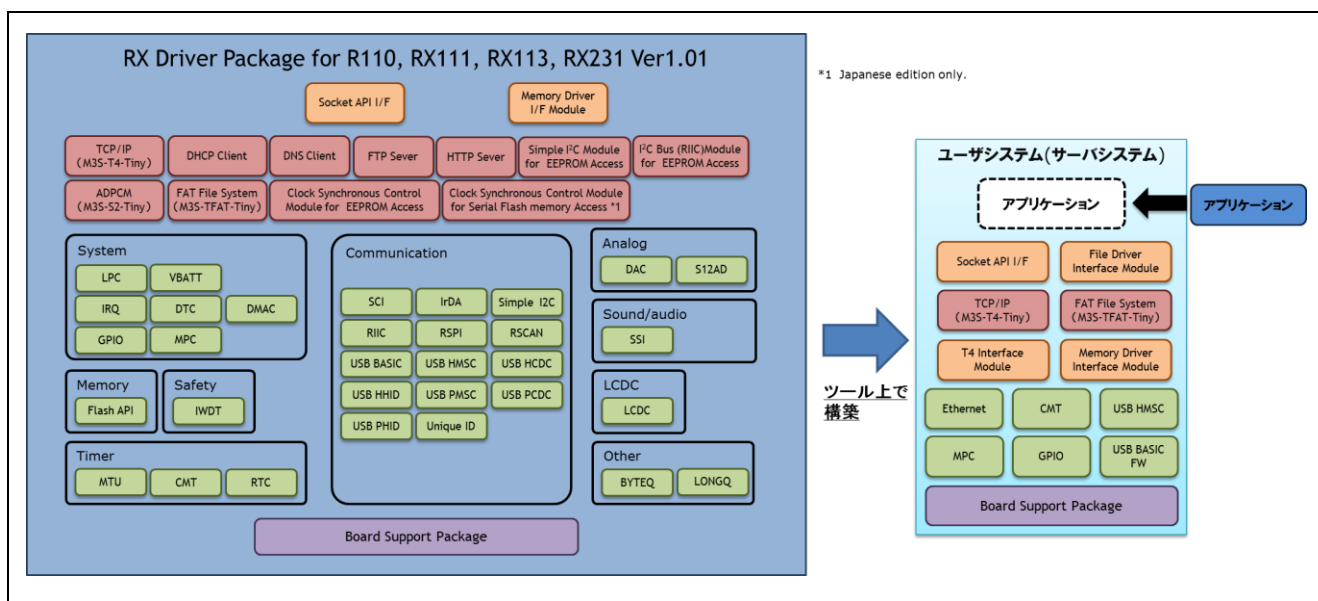 RX Driver Package for R110, RX111, RX113, RX231 Ver1.01
Socket API I/F
Memory Driver
I/F Module
TCP/IP
(M3S-T4-Tiny)
DHCP Client
DNS Client
FTP Sever
HTTP Sever
Simple I²C Module
for EEPROM Access
I²C Bus (RIIC)Module
for EEPROM Access
ADPCM
(M3S-S2-Tiny)
FAT File System
(M3S-TFAT-Tiny)
Clock Synchronous Control
Module for EEPROM Access
Clock Synchronous Control Module
for Serial Flash memory Access *1
System
LPC
VBATT
IRQ
DTC
DMAC
GPIO
MPC
Memory
Flash API
Safety
IWDT
Timer
MTU
CMT
RTC
Communication
SCI
IrDA
Simple I2C
RIIC
RSPI
RSCAN
USB BASIC
USB HMSC
USB HCDC
USB HHID
USB PMSC
USB PCDC
USB PHID
Unique ID
Analog
DAC
S12AD
Sound/audio
SSI
LCDC
LCDC
Other
BYTEQ
LONGQ
Board Support Package
*1 Japanese edition only.
ツール上で
構築
ユーザシステム(サーバシステム)
アプリケーション
アプリケーション
Socket API I/F
File Driver
Interface Module
TCP/IP
(M3S-T4-Tiny)
FAT File System
(M3S-TFAT-Tiny)
T4 Interface
Module
Memory Driver
Interface Module
Ethernet
CMT
USB HMSC
MPC
GPIO
USB BASIC
FW
Board Support Package